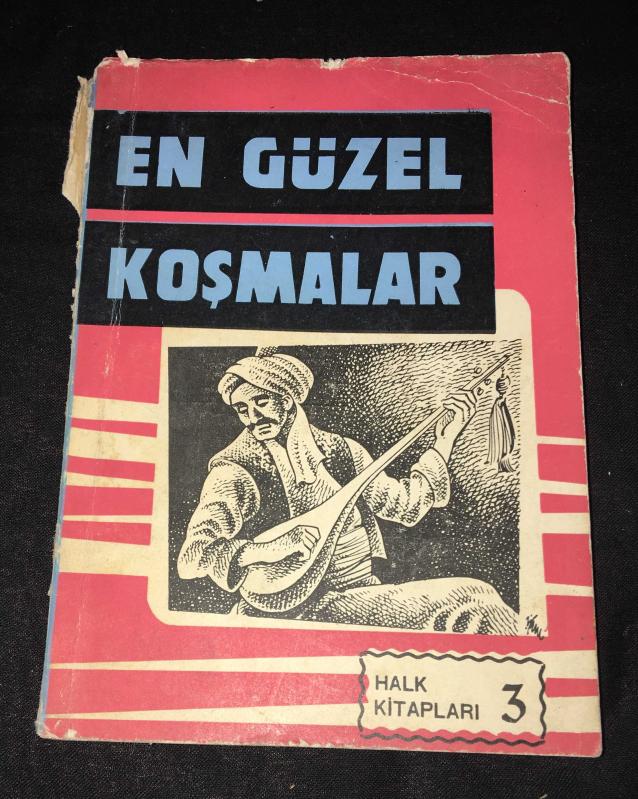 EN GÜZEL
KOŞMALAR
HALK
KİTAPLARI 3